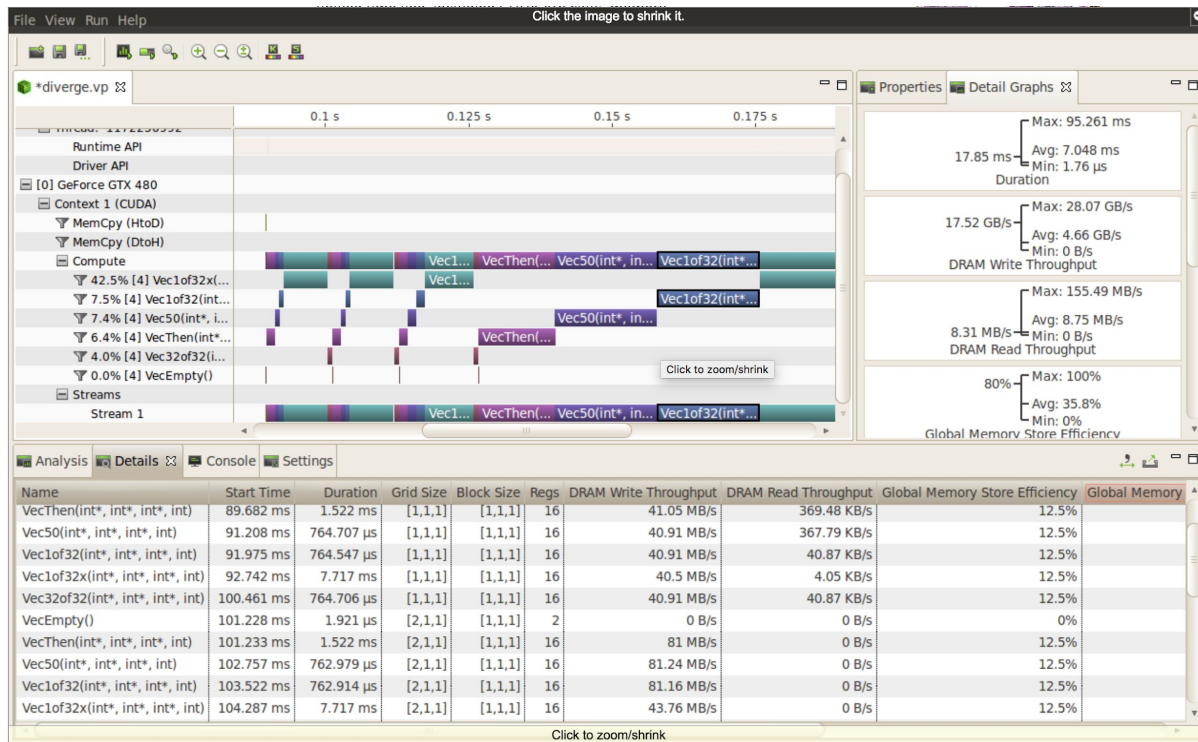 Click the image to shrink it.
File View Run Help
*diverge.vp
0.1 s 0.125 s 0.15 s 0.175 s
Thread: 1172236992
Runtime API
Driver API
[0] GeForce GTX 480
Context 1 (CUDA)
MemCpy (HtoD)
MemCpy (DtoH)
Compute Vec1... VecThen(... Vec50(int*, in... Vec1of32(int*...
42.5% [4] Vec1of32x(... Vec1...
7.5% [4] Vec1of32(int... Vec1of32(int*...
7.4% [4] Vec50(int*, i... Vec50(int*, in...
6.4% [4] VecThen(int*... VecThen(...
4.0% [4] Vec32of32(i...
0.0% [4] VecEmpty()
Click to zoom/shrink
Streams
Stream 1 Vec1... VecThen(... Vec50(int*, in... Vec1of32(int*...
Properties Detail Graphs
Max: 95.261 ms
17.85 ms
Avg: 7.048 ms
Min: 1.76 µs
Duration
Max: 28.07 GB/s
17.52 GB/s
Avg: 4.66 GB/s
Min: 0 B/s
DRAM Write Throughput
Max: 155.49 MB/s
8.31 MB/s
Avg: 8.75 MB/s
Min: 0 B/s
DRAM Read Throughput
Max: 100%
80%
Avg: 35.8%
Min: 0%
Global Memory Store Efficiency
Analysis Details Console Settings
Name Start Time Duration Grid Size Block Size Regs DRAM Write Throughput DRAM Read Throughput Global Memory Store Efficiency Global Memory
VecThen(int*, int*, int*, int) 89.682 ms 1.522 ms [1,1,1] [1,1,1] 16 41.05 MB/s 369.48 KB/s 12.5%
Vec50(int*, int*, int*, int) 91.208 ms 764.707 µs [1,1,1] [1,1,1] 16 40.91 MB/s 367.79 KB/s 12.5%
Vec1of32(int*, int*, int*, int) 91.975 ms 764.547 µs [1,1,1] [1,1,1] 16 40.91 MB/s 40.87 KB/s 12.5%
Vec1of32x(int*, int*, int*, int) 92.742 ms 7.717 ms [1,1,1] [1,1,1] 16 40.5 MB/s 4.05 KB/s 12.5%
Vec32of32(int*, int*, int*, int) 100.461 ms 764.706 µs [1,1,1] [1,1,1] 16 40.91 MB/s 40.87 KB/s 12.5%
VecEmpty() 101.228 ms 1.921 µs [2,1,1] [1,1,1] 2 0 B/s 0 B/s 0%
VecThen(int*, int*, int*, int) 101.233 ms 1.522 ms [2,1,1] [1,1,1] 16 81 MB/s 0 B/s 12.5%
Vec50(int*, int*, int*, int) 102.757 ms 762.979 µs [2,1,1] [1,1,1] 16 81.24 MB/s 0 B/s 12.5%
Vec1of32(int*, int*, int*, int) 103.522 ms 762.914 µs [2,1,1] [1,1,1] 16 81.16 MB/s 0 B/s 12.5%
Vec1of32x(int*, int*, int*, int) 104.287 ms 7.717 ms [2,1,1] [1,1,1] 16 43.76 MB/s 0 B/s 12.5%
Click to zoom/shrink